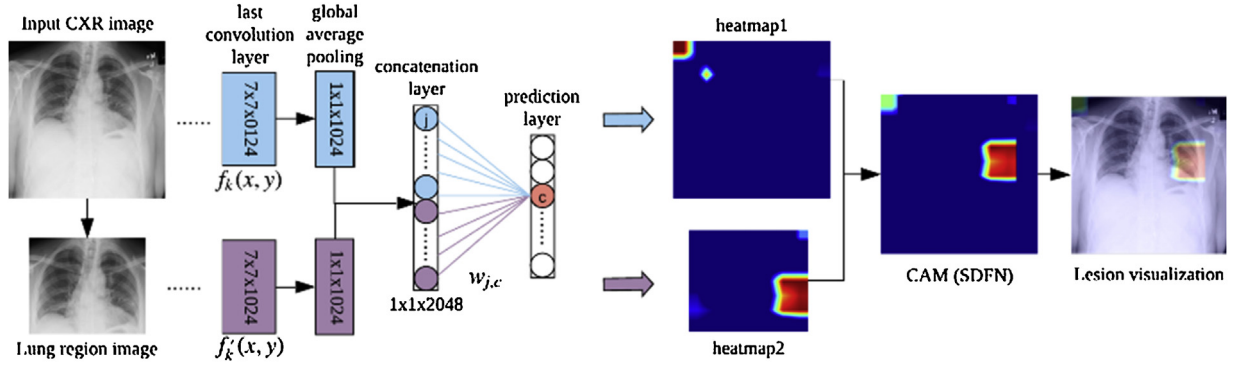 Input CXR image
last
convolution
layer
7x7x0124
fk(x, y)
global
average
pooling
1x1x1024
concatenation
layer
j
1x1x2048
wj,c
prediction
layer
c
Lung region image
7x7x1024
f′k(x, y)
1x1x1024
heatmap1
heatmap2
CAM (SDFN)
Lesion visualization